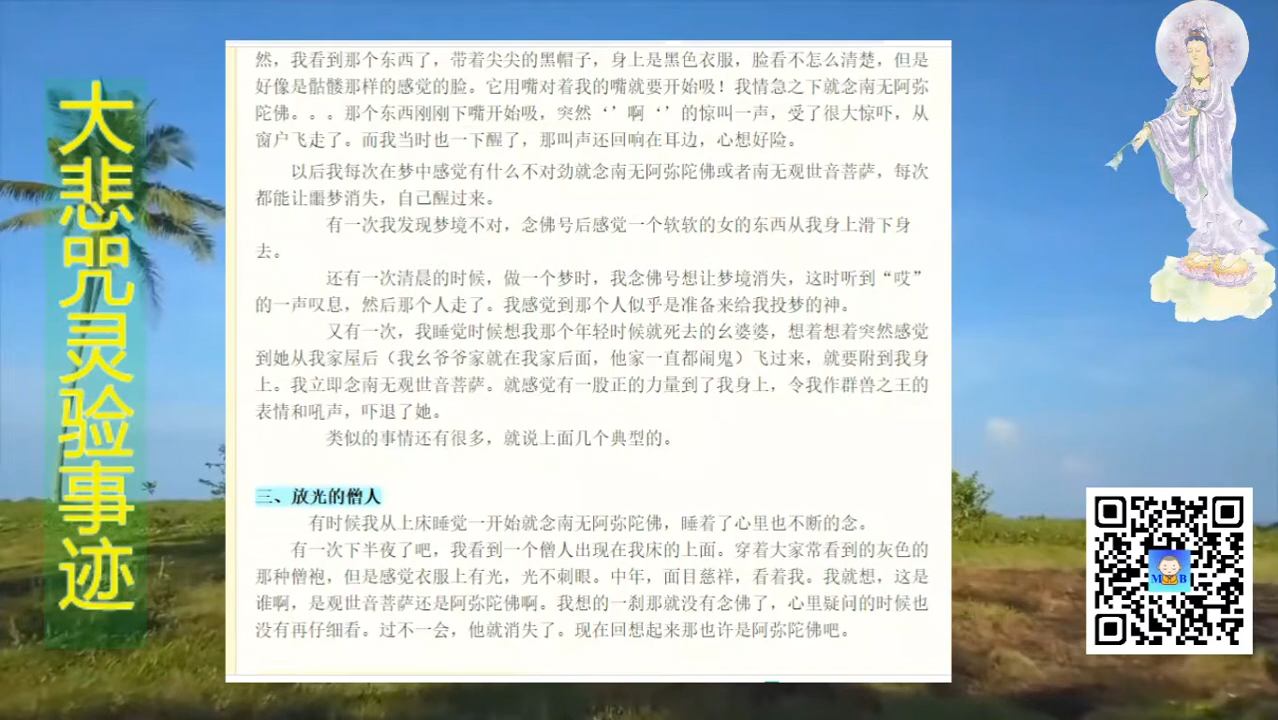 大悲咒灵验事迹
然，我看到那个东西了，带着尖尖的黑帽子，身上是黑色衣服，脸看不怎么清楚，但是
好像是骷髅那样的感觉的脸。它用嘴对着我的嘴就要开始吸！我情急之下就念南无阿弥
陀佛。。。那个东西刚刚下嘴开始吸，突然‘’啊‘’的惊叫一声，受了很大惊吓，从
窗户飞走了。而我当时也一下醒了，那叫声还回响在耳边，心想好险。
以后我每次在梦中感觉有什么不对劲就念南无阿弥陀佛或者南无观世音菩萨，每次
都能让噩梦消失，自己醒过来。
有一次我发现梦境不对，念佛号后感觉一个软软的女的东西从我身上滑下身
去。
还有一次清晨的时候，做一个梦时，我念佛号想让梦境消失，这时听到“哎”
的一声叹息，然后那个人走了。我感觉到那个人似乎是准备来给我投梦的神。
又有一次，我睡觉时候想我那个年轻时候就死去的幺婆婆，想着想着突然感觉
到她从我家屋后（我幺爷爷家就在我家后面，他家一直都闹鬼）飞过来，就要附到我身
上。我立即念南无观世音菩萨。就感觉有一股正的力量到了我身上，令我作群兽之王的
表情和吼声，吓退了她。
类似的事情还有很多，就说上面几个典型的。
三、放光的僧人
有时候我从上床睡觉一开始就念南无阿弥陀佛，睡着了心里也不断的念。
有一次下半夜了吧，我看到一个僧人出现在我床的上面。穿着大家常看到的灰色的
那种僧袍，但是感觉衣服上有光，光不刺眼。中年，面目慈祥，看着我。我就想，这是
谁啊，是观世音菩萨还是阿弥陀佛啊。我想的一刹那就没有念佛了，心里疑问的时候也
没有再仔细看。过不一会，他就消失了。现在回想起来那也许是阿弥陀佛吧。
M B